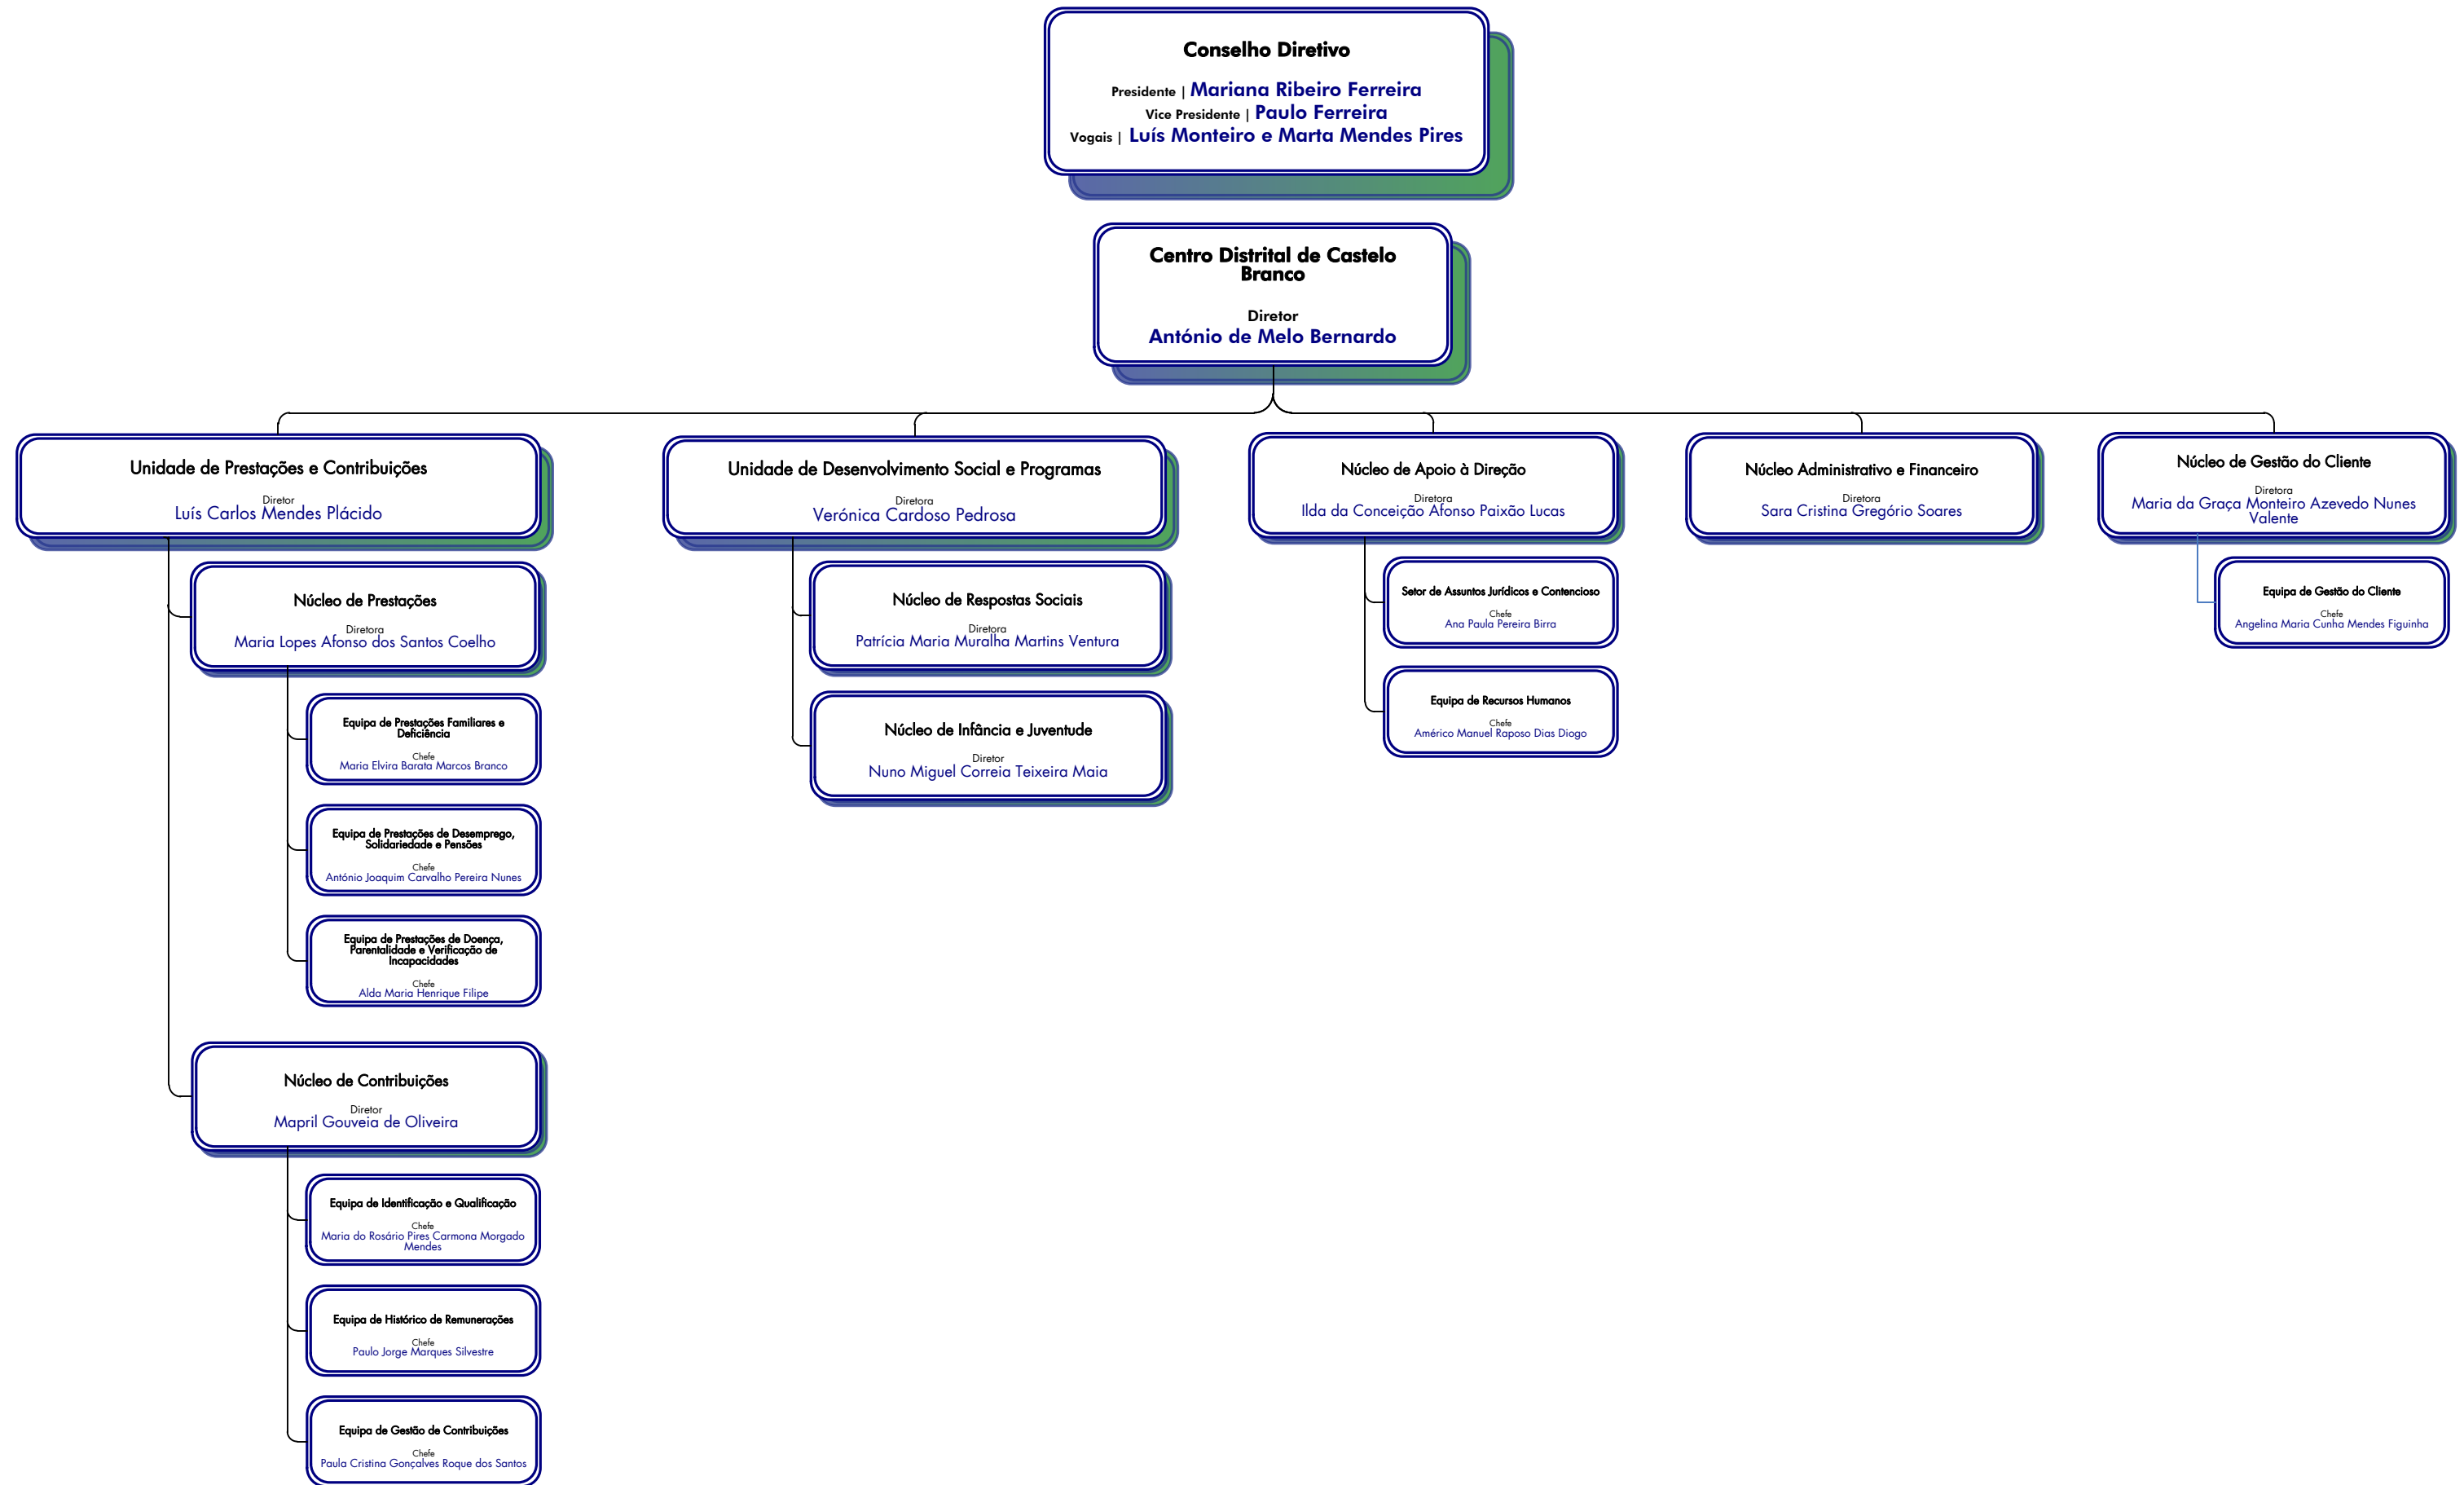 Conselho Diretivo
Presidente | Mariana Ribeiro Ferreira
Vice Presidente | Paulo Ferreira
Vogais | Luís Monteiro e Marta Mendes Pires
Centro Distrital de Castelo
Branco
Diretor
António de Melo Bernardo
Unidade de Prestações e Contribuições
Diretor
Luís Carlos Mendes Plácido
Núcleo de Prestações
Diretora
Maria Lopes Afonso dos Santos Coelho
Equipa de Prestações Familiares e
Deficiência
Chefe
Maria Elvira Barata Marcos Branco
Equipa de Prestações de Desemprego,
Solidariedade e Pensões
Chefe
António Joaquim Carvalho Pereira Nunes
Equipa de Prestações de Doença,
Parentalidade e Verificação de
Incapacidades
Chefe
Alda Maria Henrique Filipe
Núcleo de Contribuições
Diretor
Mapril Gouveia de Oliveira
Equipa de Identificação e Qualificação
Chefe
Maria do Rosário Pires Carmona Morgado
Mendes
Equipa de Histórico de Remunerações
Chefe
Paulo Jorge Marques Silvestre
Equipa de Gestão de Contribuições
Chefe
Paula Cristina Gonçalves Roque dos Santos
Unidade de Desenvolvimento Social e Programas
Diretora
Verónica Cardoso Pedrosa
Núcleo de Respostas Sociais
Diretora
Patrícia Maria Muralha Martins Ventura
Núcleo de Infância e Juventude
Diretor
Nuno Miguel Correia Teixeira Maia
Núcleo de Apoio à Direção
Diretora
Ilda da Conceição Afonso Paixão Lucas
Setor de Assuntos Jurídicos e Contencioso
Chefe
Ana Paula Pereira Birra
Equipa de Recursos Humanos
Chefe
Américo Manuel Raposo Dias Diogo
Núcleo Administrativo e Financeiro
Diretora
Sara Cristina Gregório Soares
Núcleo de Gestão do Cliente
Diretora
Maria da Graça Monteiro Azevedo Nunes
Valente
Equipa de Gestão do Cliente
Chefe
Angelina Maria Cunha Mendes Figuinha